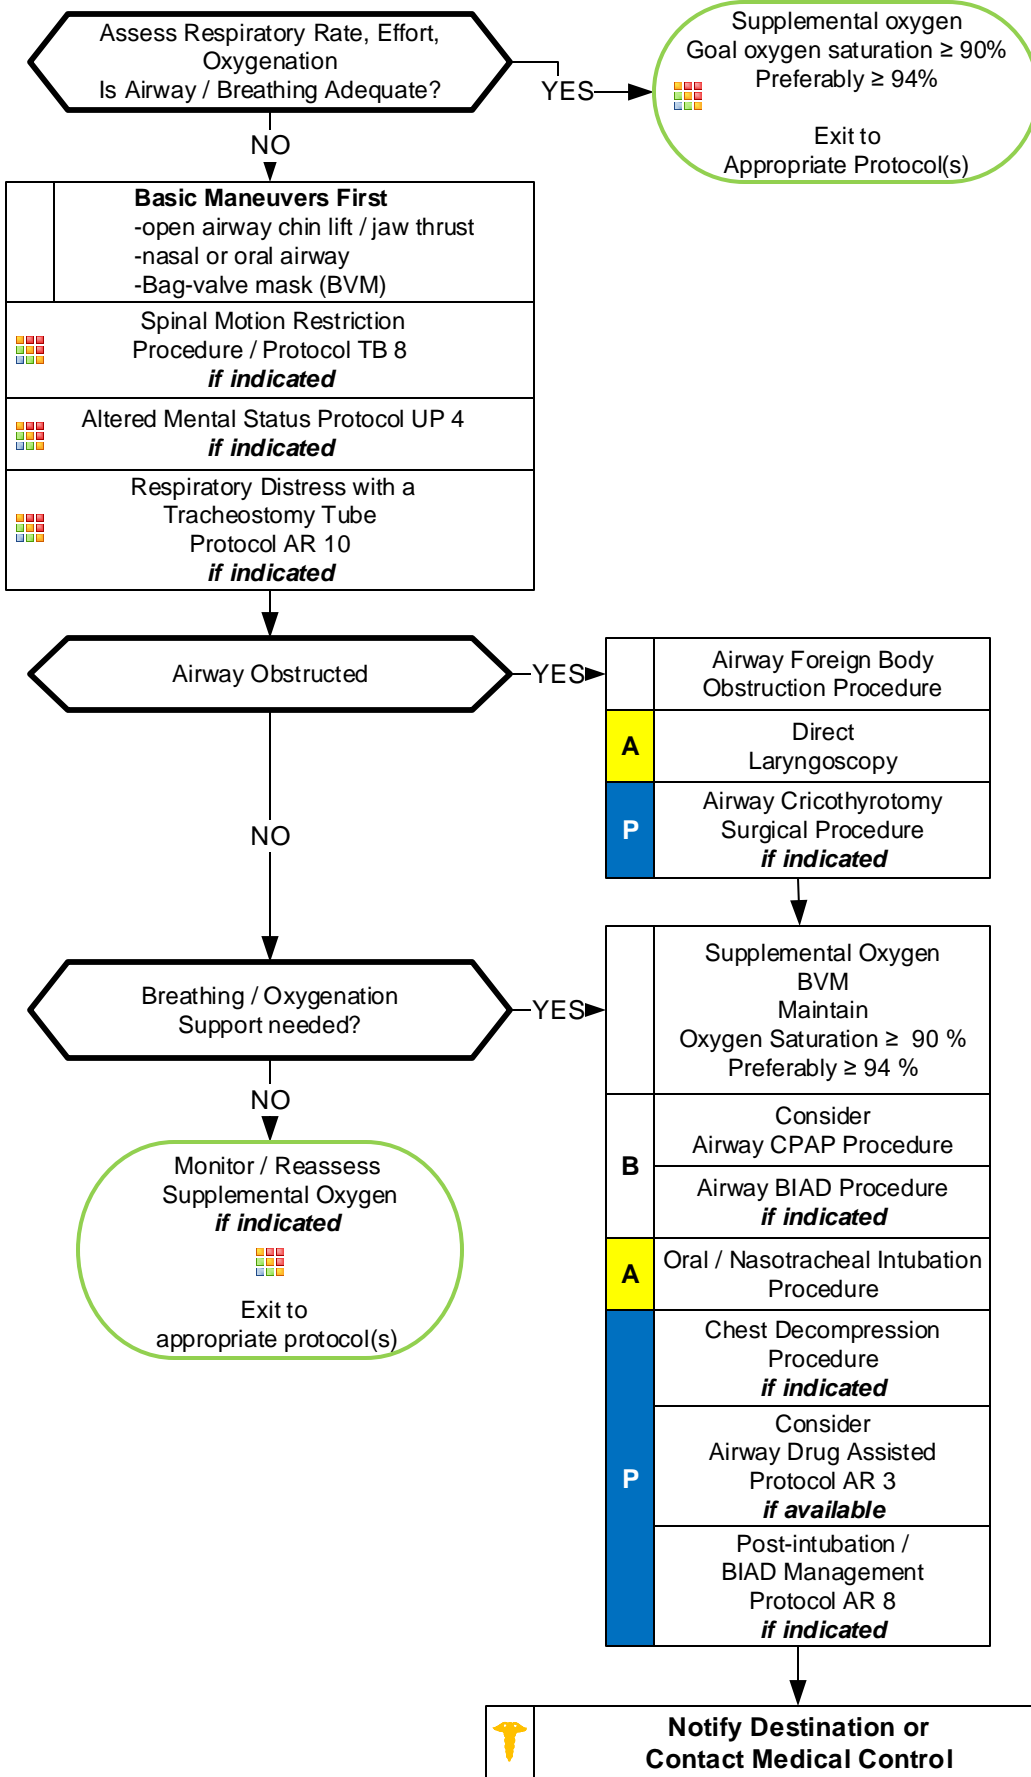 Assess Respiratory Rate, Effort,
Oxygenation
Is Airway / Breathing Adequate?
YES
Supplemental oxygen
Goal oxygen saturation ≥ 90%
Preferably ≥ 94%
Exit to
Appropriate Protocol(s)
NO
Basic Maneuvers First
-open airway chin lift / jaw thrust
-nasal or oral airway
-Bag-valve mask (BVM)
Spinal Motion Restriction
Procedure / Protocol TB 8
if indicated
Altered Mental Status Protocol UP 4
if indicated
Respiratory Distress with a
Tracheostomy Tube
Protocol AR 10
if indicated
Airway Obstructed
YES
Airway Foreign Body
Obstruction Procedure
A
Direct
Laryngoscopy
P
Airway Cricothyrotomy
Surgical Procedure
if indicated
NO
Breathing / Oxygenation
Support needed?
YES
Supplemental Oxygen
BVM
Maintain
Oxygen Saturation ≥ 90 %
Preferably ≥ 94 %
B
Consider
Airway CPAP Procedure
Airway BIAD Procedure
if indicated
A
Oral / Nasotracheal Intubation
Procedure
P
Chest Decompression
Procedure
if indicated
Consider
Airway Drug Assisted
Protocol AR 3
if available
Post-intubation /
BIAD Management
Protocol AR 8
if indicated
NO
Monitor / Reassess
Supplemental Oxygen
if indicated
Exit to
appropriate protocol(s)
Notify Destination or
Contact Medical Control